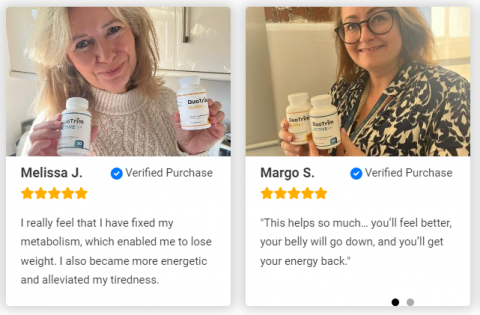 DuoTrim
DuoTrim
ACTIVE
DuoTrim
DuoTrim
ACTIVE
Melissa J.
Verified Purchase
I really feel that I have fixed my
metabolism, which enabled me to lose
weight. I also became more energetic
and alleviated my tiredness.
Margo S.
Verified Purchase
"This helps so much... you’ll feel better,
your belly will go down, and you’ll get
your energy back."